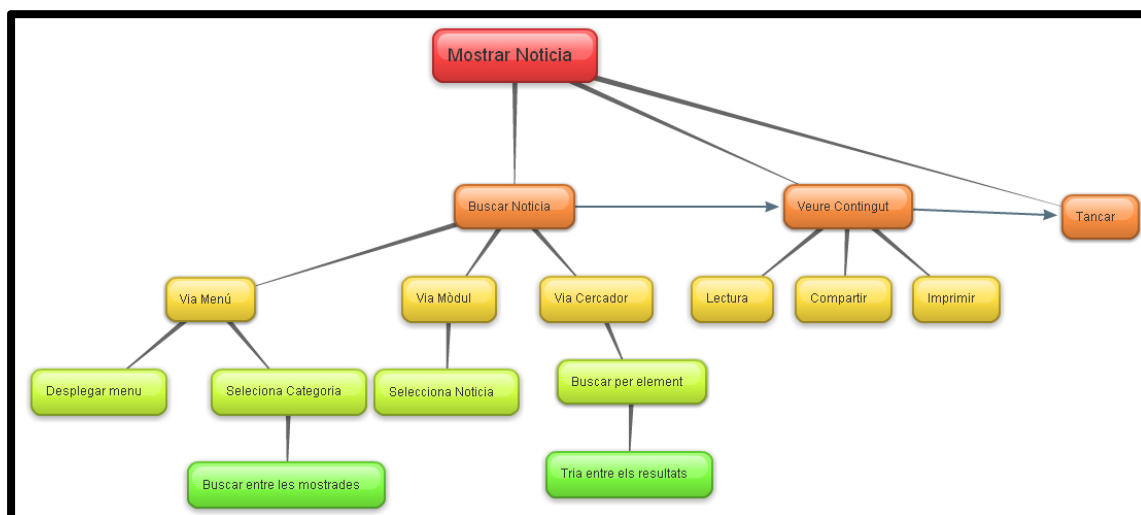 Mostrar Noticia
Buscar Noticia
Veure Contingut
Tancar
Via Menú
Via Mòdul
Via Cercador
Lectura
Compartir
Imprimir
Desplegar menu
Seleciona Categoria
Selecciona Noticia
Buscar per element
Buscar entre les mostrades
Tria entre els resultats